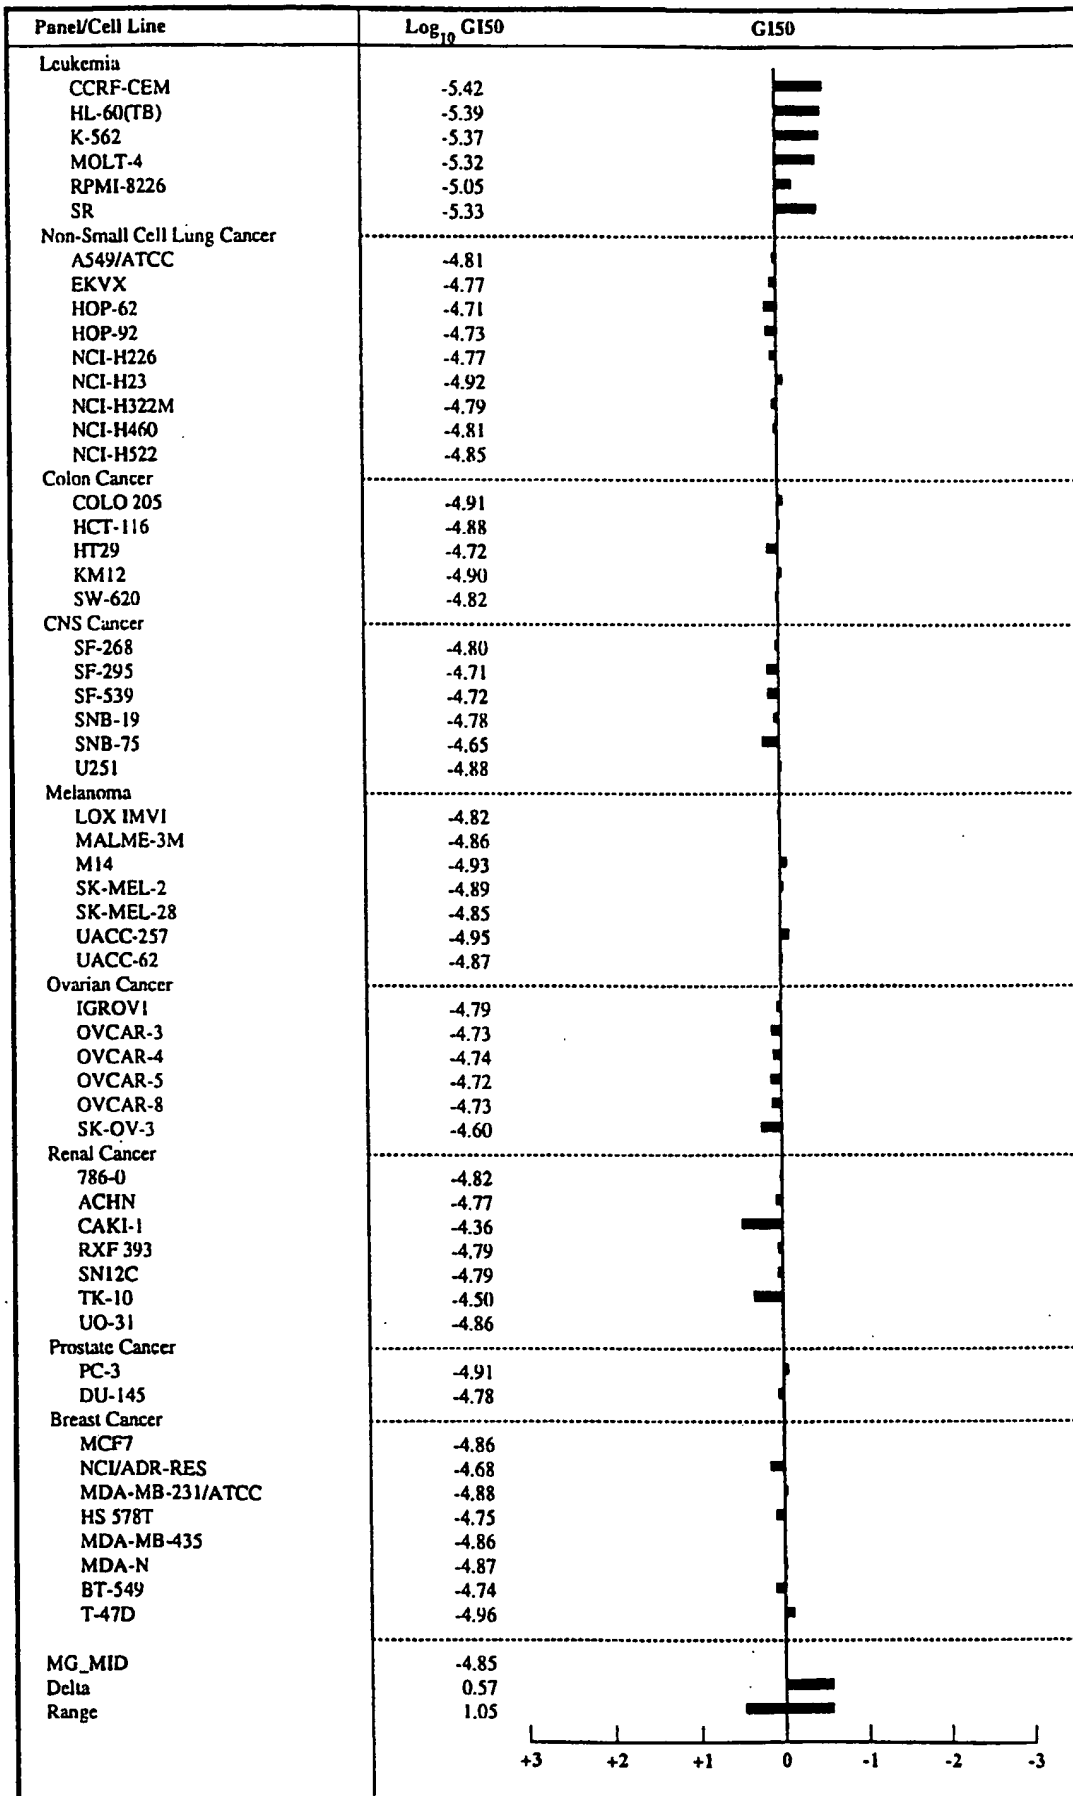 Panel/Cell Line Log10 GI50 GI50
Leukemia
CCRF-CEM -5.42
HL-60(TB) -5.39
K-562 -5.37
MOLT-4 -5.32
RPMI-8226 -5.05
SR -5.33
Non-Small Cell Lung Cancer
A549/ATCC -4.81
EKVX -4.77
HOP-62 -4.71
HOP-92 -4.73
NCI-H226 -4.77
NCI-H23 -4.92
NCI-H322M -4.79
NCI-H460 -4.81
NCI-H522 -4.85
Colon Cancer
COLO 205 -4.91
HCT-116 -4.88
HT29 -4.72
KM12 -4.90
SW-620 -4.82
CNS Cancer
SF-268 -4.80
SF-295 -4.71
SF-539 -4.72
SNB-19 -4.78
SNB-75 -4.65
U251 -4.88
Melanoma
LOX IMVI -4.82
MALME-3M -4.86
M14 -4.93
SK-MEL-2 -4.89
SK-MEL-28 -4.85
UACC-257 -4.95
UACC-62 -4.87
Ovarian Cancer
IGROV1 -4.79
OVCAR-3 -4.73
OVCAR-4 -4.74
OVCAR-5 -4.72
OVCAR-8 -4.73
SK-OV-3 -4.60
Renal Cancer
786-0 -4.82
ACHN -4.77
CAKI-1 -4.36
RXF 393 -4.79
SN12C -4.79
TK-10 -4.50
UO-31 -4.86
Prostate Cancer
PC-3 -4.91
DU-145 -4.78
Breast Cancer
MCF7 -4.86
NCI/ADR-RES -4.68
MDA-MB-231/ATCC -4.88
HS 578T -4.75
MDA-MB-435 -4.86
MDA-N -4.87
BT-549 -4.74
T-47D -4.96
MG_MID -4.85
Delta 0.57
Range 1.05
+3 +2 +1 0 -1 -2 -3